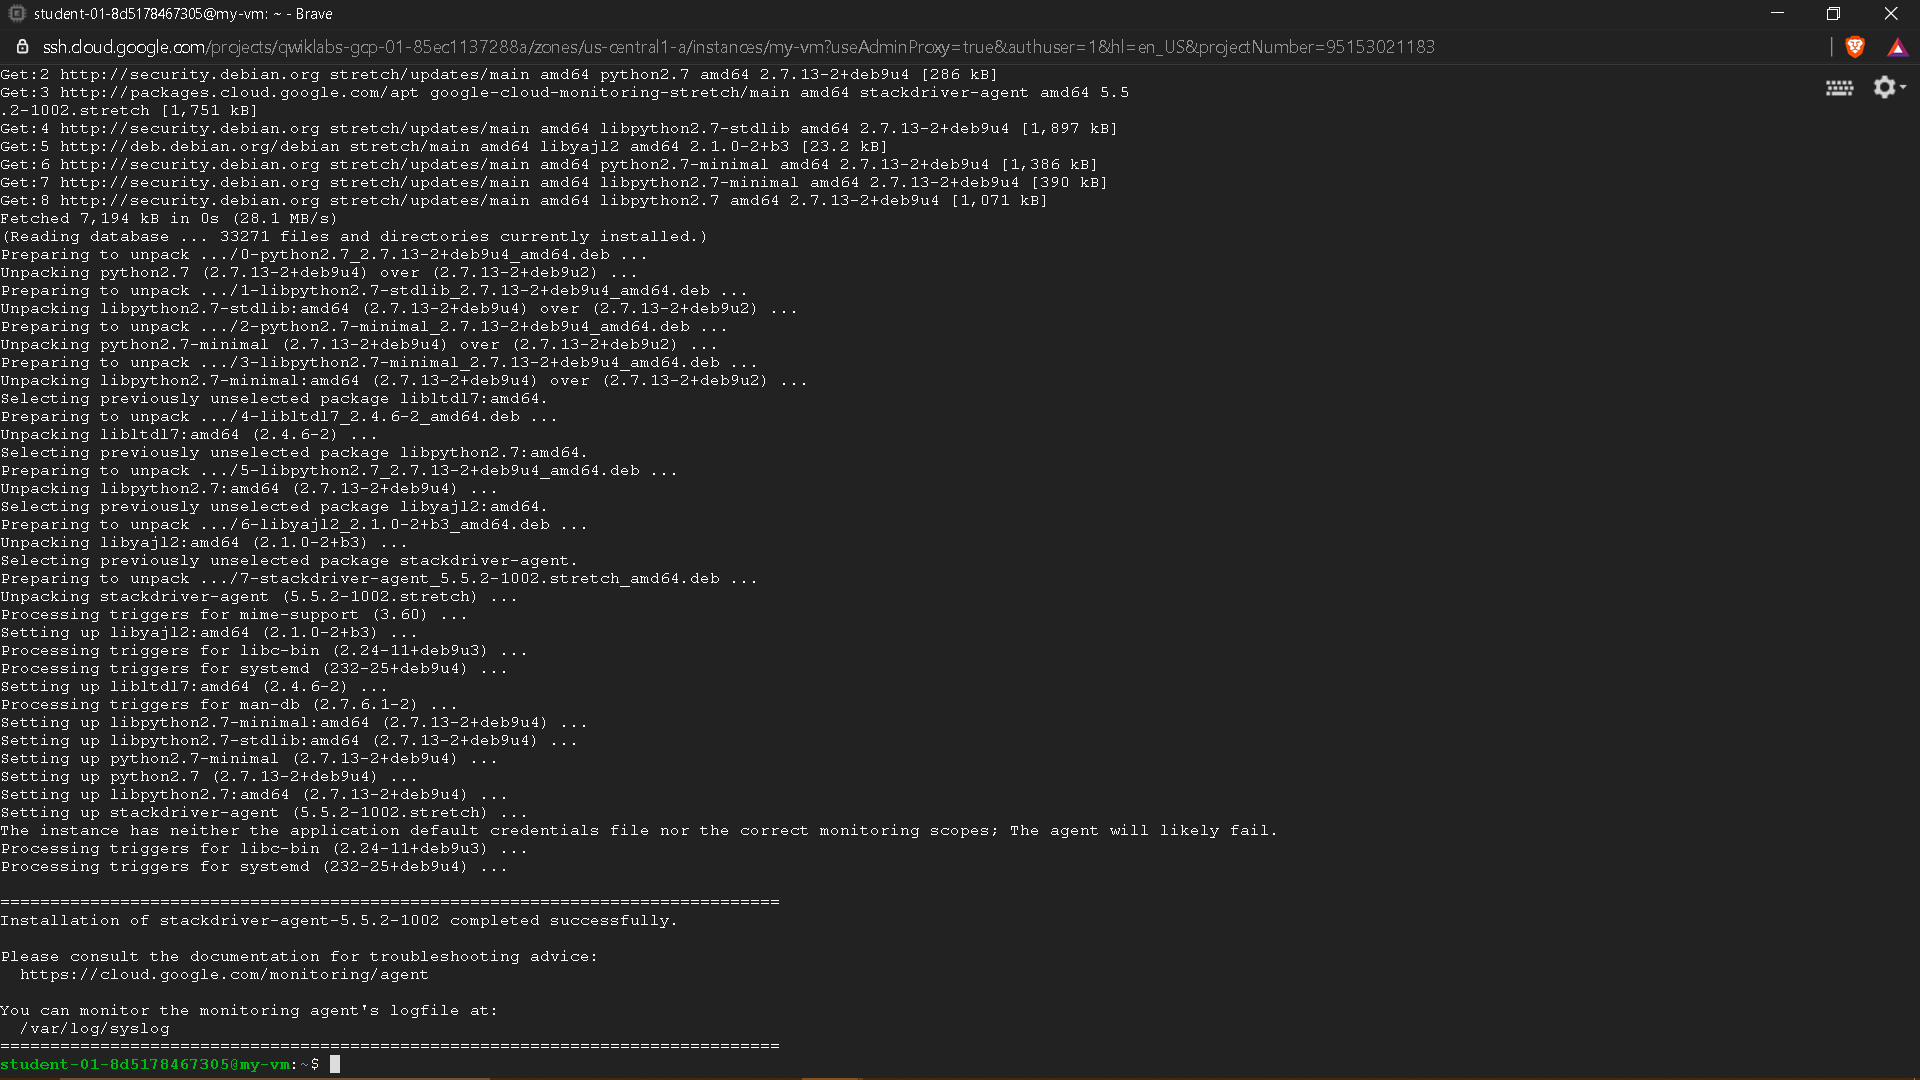 student-01-8d5178467305@my-vm: ~ - Brave
ssh.cloud.google.com/projects/qwiklabs-gcp-01-85ec1137288a/zones/us-central1-a/instances/my-vm?useAdminProxy=true&authuser=1&hl=en_US&projectNumber=95153021183
Get:2 http://security.debian.org stretch/updates/main amd64 python2.7 amd64 2.7.13-2+deb9u4 [286 kB]
Get:3 http://packages.cloud.google.com/apt google-cloud-monitoring-stretch/main amd64 stackdriver-agent amd64 5.5
.2-1002.stretch [1,751 kB]
Get:4 http://security.debian.org stretch/updates/main amd64 libpython2.7-stdlib amd64 2.7.13-2+deb9u4 [1,897 kB]
Get:5 http://deb.debian.org/debian stretch/main amd64 libyajl2 amd64 2.1.0-2+b3 [23.2 kB]
Get:6 http://security.debian.org stretch/updates/main amd64 python2.7-minimal amd64 2.7.13-2+deb9u4 [1,386 kB]
Get:7 http://security.debian.org stretch/updates/main amd64 libpython2.7-minimal amd64 2.7.13-2+deb9u4 [390 kB]
Get:8 http://security.debian.org stretch/updates/main amd64 libpython2.7 amd64 2.7.13-2+deb9u4 [1,071 kB]
Fetched 7,194 kB in 0s (28.1 MB/s)
(Reading database ... 33271 files and directories currently installed.)
Preparing to unpack .../0-python2.7_2.7.13-2+deb9u4_amd64.deb ...
Unpacking python2.7 (2.7.13-2+deb9u4) over (2.7.13-2+deb9u2) ...
Preparing to unpack .../1-libpython2.7-stdlib_2.7.13-2+deb9u4_amd64.deb ...
Unpacking libpython2.7-stdlib:amd64 (2.7.13-2+deb9u4) over (2.7.13-2+deb9u2) ...
Preparing to unpack .../2-python2.7-minimal_2.7.13-2+deb9u4_amd64.deb ...
Unpacking python2.7-minimal (2.7.13-2+deb9u4) over (2.7.13-2+deb9u2) ...
Preparing to unpack .../3-libpython2.7-minimal_2.7.13-2+deb9u4_amd64.deb ...
Unpacking libpython2.7-minimal:amd64 (2.7.13-2+deb9u4) over (2.7.13-2+deb9u2) ...
Selecting previously unselected package libltdl7:amd64.
Preparing to unpack .../4-libltdl7_2.4.6-2_amd64.deb ...
Unpacking libltdl7:amd64 (2.4.6-2) ...
Selecting previously unselected package libpython2.7:amd64.
Preparing to unpack .../5-libpython2.7_2.7.13-2+deb9u4_amd64.deb ...
Unpacking libpython2.7:amd64 (2.7.13-2+deb9u4) ...
Selecting previously unselected package libyajl2:amd64.
Preparing to unpack .../6-libyajl2_2.1.0-2+b3_amd64.deb ...
Unpacking libyajl2:amd64 (2.1.0-2+b3) ...
Selecting previously unselected package stackdriver-agent.
Preparing to unpack .../7-stackdriver-agent_5.5.2-1002.stretch_amd64.deb ...
Unpacking stackdriver-agent (5.5.2-1002.stretch) ...
Processing triggers for mime-support (3.60) ...
Setting up libyajl2:amd64 (2.1.0-2+b3) ...
Processing triggers for libc-bin (2.24-11+deb9u3) ...
Processing triggers for systemd (232-25+deb9u4) ...
Setting up libltdl7:amd64 (2.4.6-2) ...
Processing triggers for man-db (2.7.6.1-2) ...
Setting up libpython2.7-minimal:amd64 (2.7.13-2+deb9u4) ...
Setting up libpython2.7-stdlib:amd64 (2.7.13-2+deb9u4) ...
Setting up python2.7-minimal (2.7.13-2+deb9u4) ...
Setting up python2.7 (2.7.13-2+deb9u4) ...
Setting up libpython2.7:amd64 (2.7.13-2+deb9u4) ...
Setting up stackdriver-agent (5.5.2-1002.stretch) ...
The instance has neither the application default credentials file nor the correct monitoring scopes; The agent will likely fail.
Processing triggers for libc-bin (2.24-11+deb9u3) ...
Processing triggers for systemd (232-25+deb9u4) ...
==============================================================================
Installation of stackdriver-agent-5.5.2-1002 completed successfully.
Please consult the documentation for troubleshooting advice:
https://cloud.google.com/monitoring/agent
You can monitor the monitoring agent's logfile at:
/var/log/syslog
==============================================================================
student-01-8d5178467305@my-vm:~$